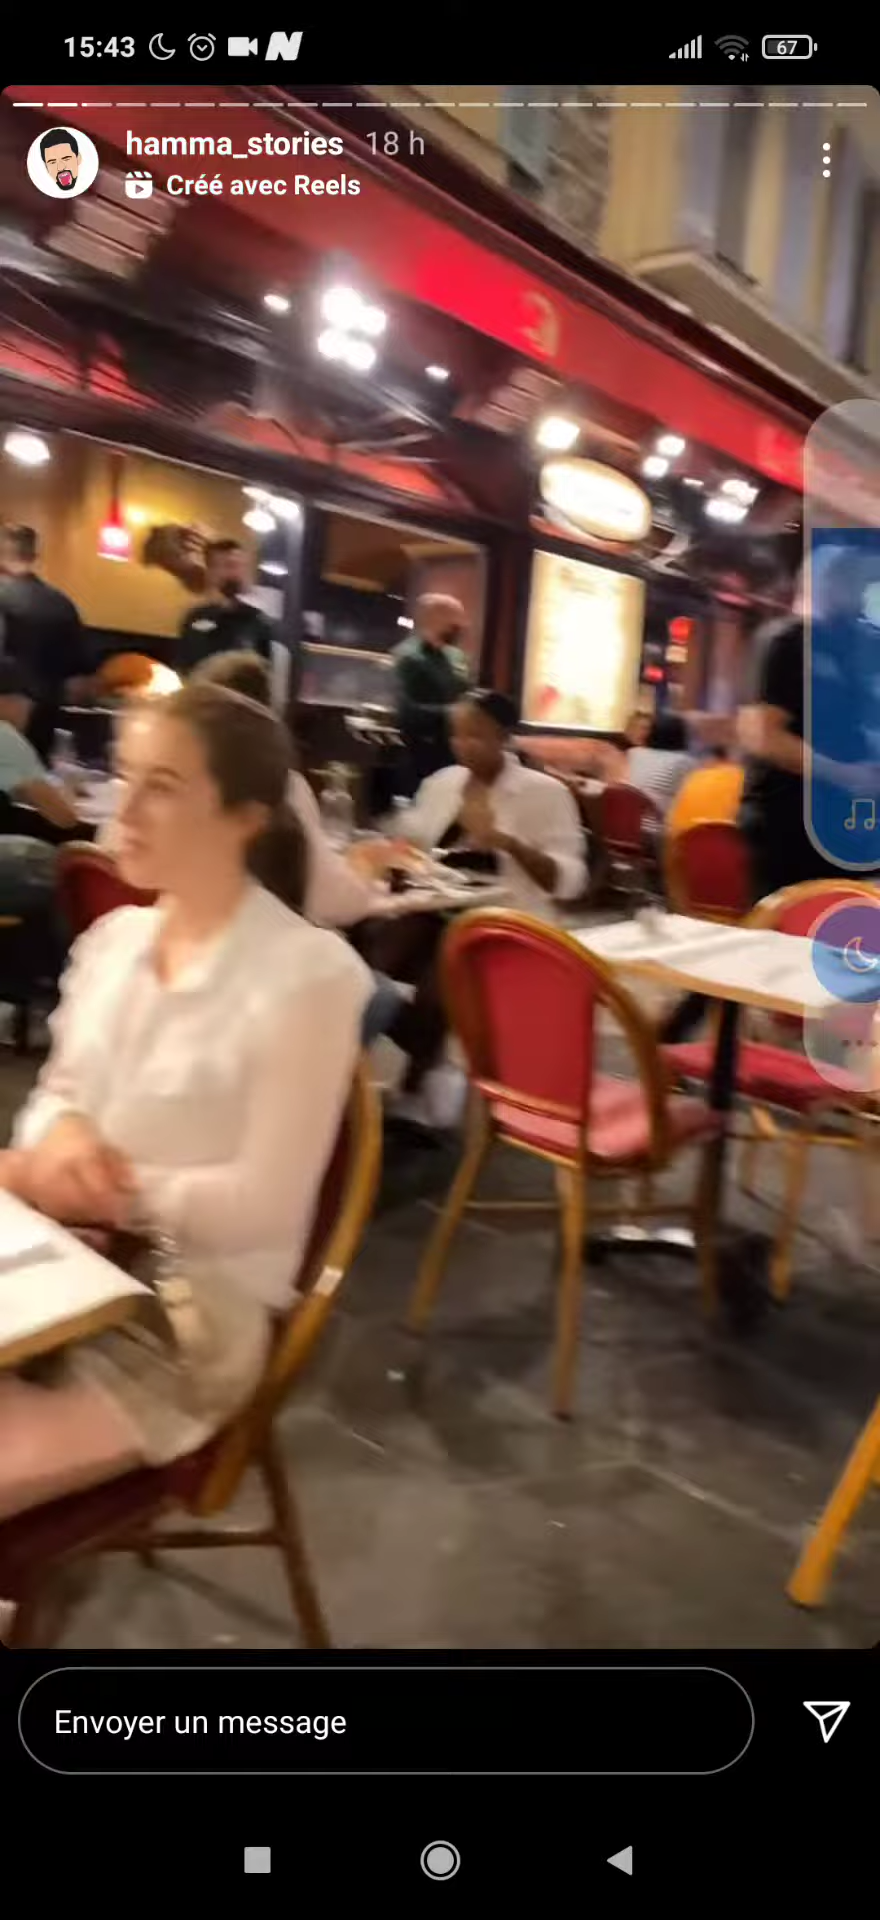 15:43
67
hamma_stories 18 h
Créé avec Reels
Envoyer un message